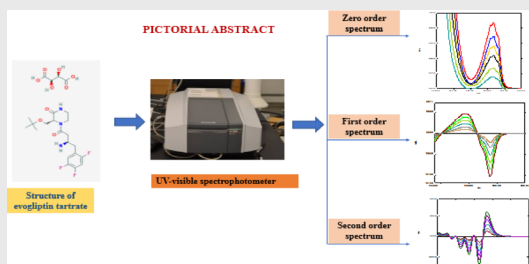 PICTORIAL ABSTRACT
Structure of
evogliptin tartrate
UV-visible spectrophotometer
Zero order
spectrum
First order
spectrum
Second order
spectrum